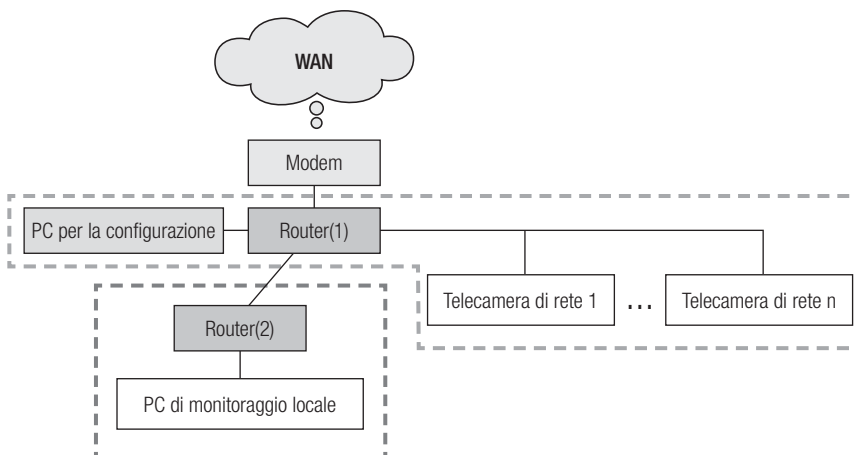 WAN
Modem
PC per la configurazione
Router(1)
Telecamera di rete 1
...
Telecamera di rete n
Router(2)
PC di monitoraggio locale